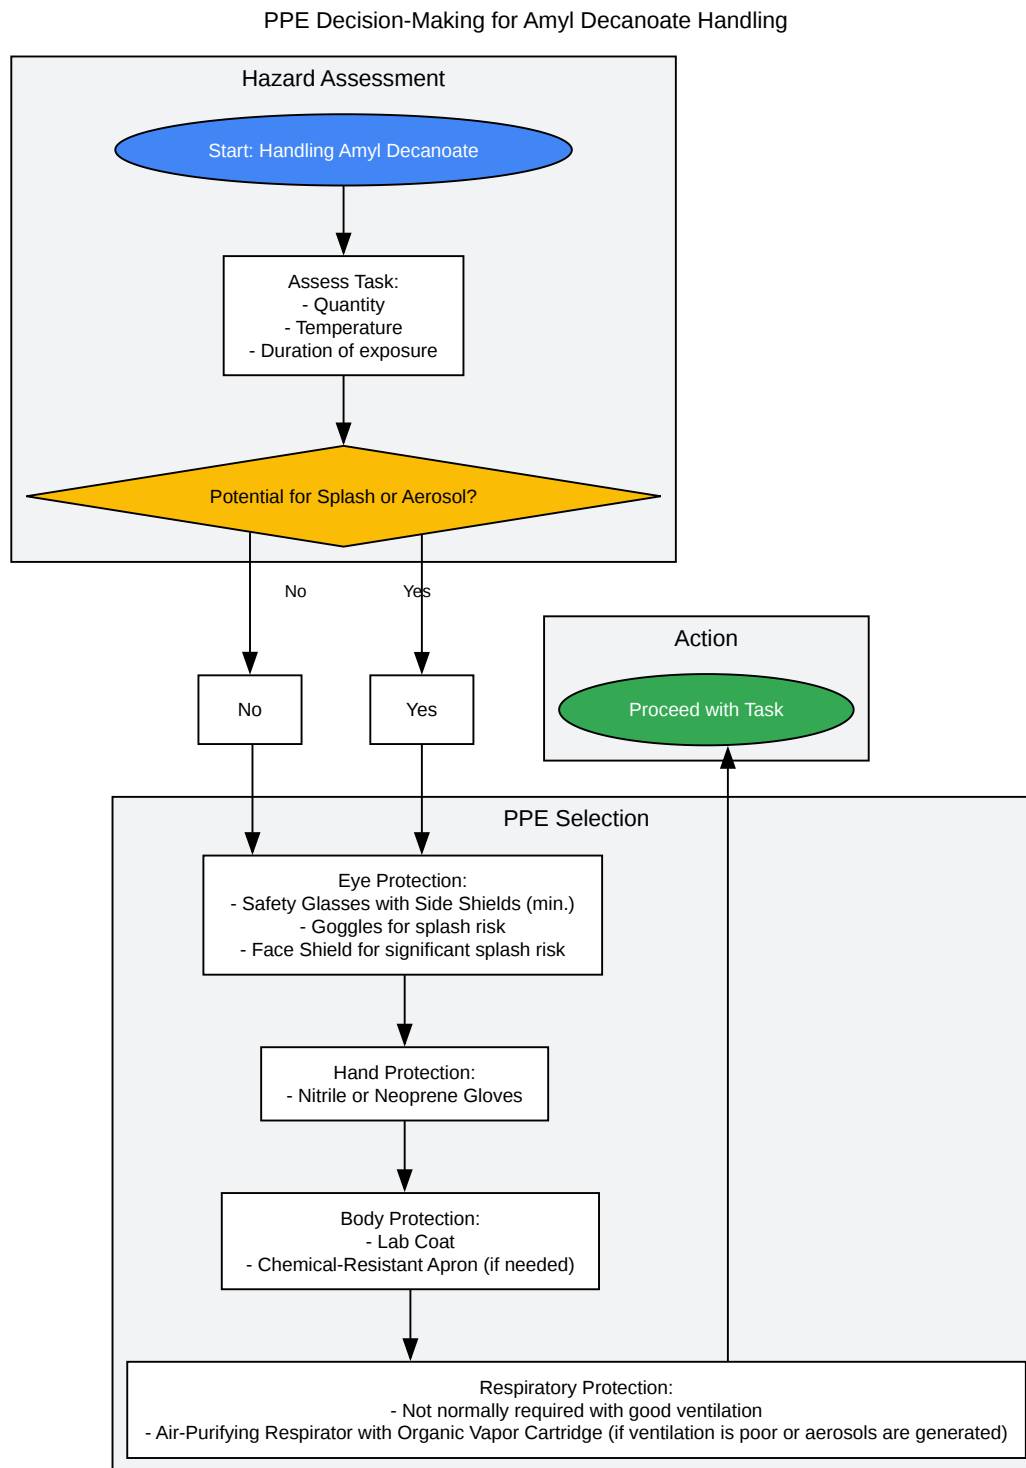 PPE Decision-Making for Amyl Decanoate Handling
Hazard Assessment
Start: Handling Amyl Decanoate
Assess Task:
- Quantity
- Temperature
- Duration of exposure
Potential for Splash or Aerosol?
No
Yes
No
Yes
Action
Proceed with Task
PPE Selection
Eye Protection:
- Safety Glasses with Side Shields (min.)
- Goggles for splash risk
- Face Shield for significant splash risk
Hand Protection:
- Nitrile or Neoprene Gloves
Body Protection:
- Lab Coat
- Chemical-Resistant Apron (if needed)
Respiratory Protection:
- Not normally required with good ventilation
- Air-Purifying Respirator with Organic Vapor Cartridge (if ventilation is poor or aerosols are generated)